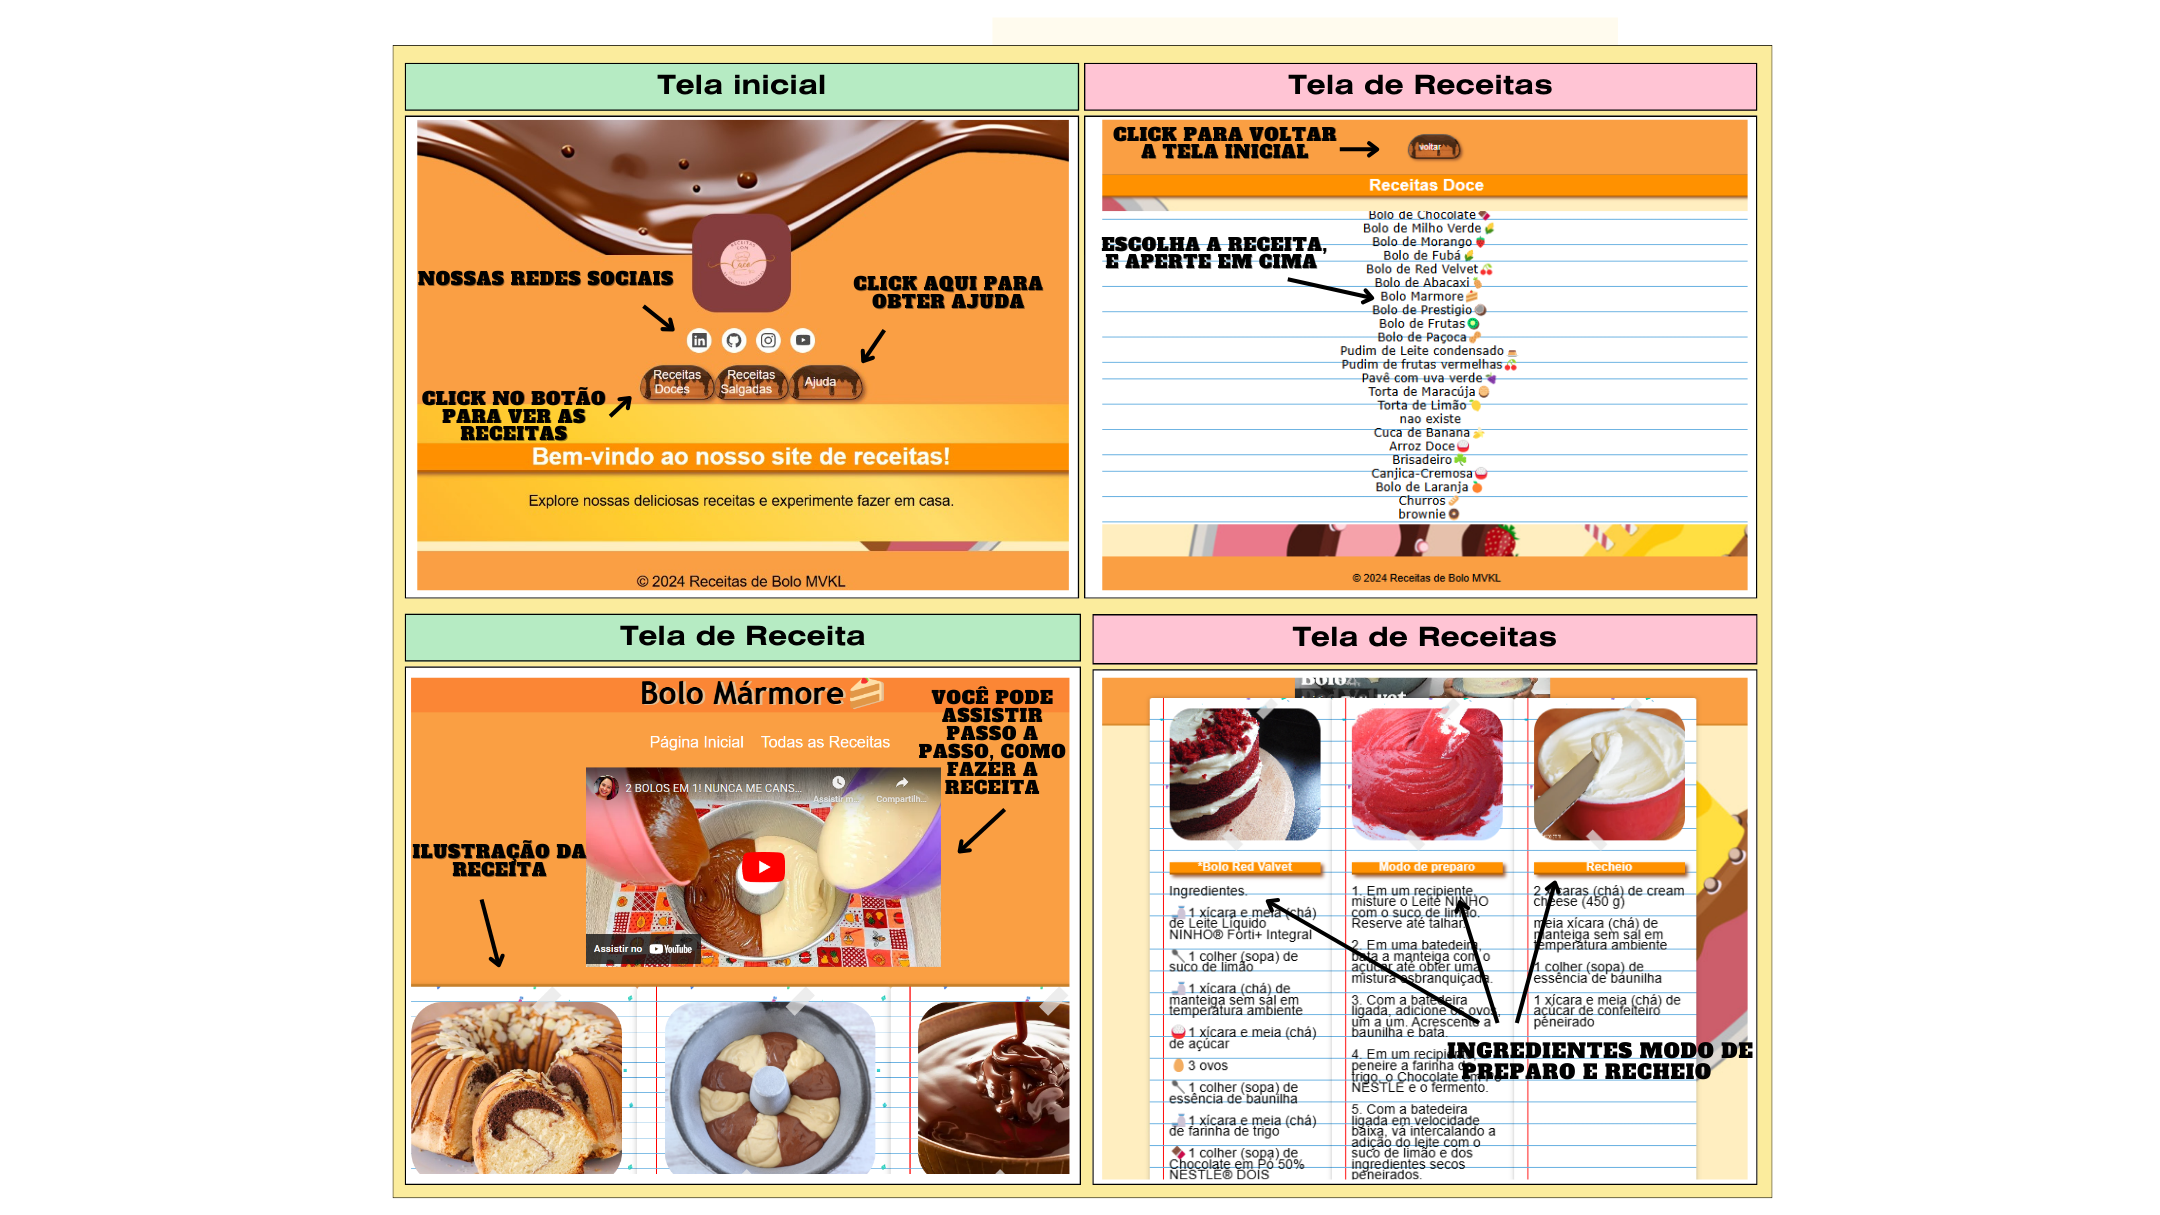 Tela inicial
NOSSAS REDES SOCIAIS
CLICK AQUI PARA
OBTER AJUDA
Receitas
Doces
Receitas
Salgadas
Ajuda
CLICK NO BOTÃO
PARA VER AS
RECEITAS
Bem-vindo ao nosso site de receitas!
Explore nossas deliciosas receitas e experimente fazer em casa.
© 2024 Receitas de Bolo MVKL
Tela de Receitas
CLICK PARA VOLTAR
A TELA INICIAL
voltar
Receitas Doce
ESCOLHA A RECEITA,
E APERTE EM CIMA
Bolo de Chocolate🍫
Bolo de Milho Verde🌽
Bolo de Morango🍓
Bolo de Fubá🌽
Bolo de Red Velvet🍒
Bolo de Abacaxi🍍
Bolo Marmore🍰
Bolo de Prestigio🥥
Bolo de Frutas🥝
Bolo de Paçoca🥜
Pudim de Leite condensado🍮
Pudim de frutas vermelhas🍒
Pavê com uva verde🍇
Torta de Maracúja
Torta de Limão🍋
nao existe
Cuca de Banana🍌
Arroz Doce🍚
Brisadeiro☘️
Canjica-Cremosa🍚
Bolo de Laranja🍊
Churros🥖
brownie🍩
© 2024 Receitas de Bolo MVKL
Tela de Receita
Bolo Mármore🍰
Página Inicial Todas as Receitas
VOCÊ PODE
ASSISTIR
PASSO A
PASSO, COMO
FAZER A
RECEITA
2 BOLOS EM 1! NUNCA ME CANS...
Assistir m...
Compartilh...
Assistir no YouTube
ILUSTRAÇÃO DA
RECEITA
Tela de Receitas
Bolo
*Bolo Red Valvet
Ingredientes.
1 xícara e meia (chá)
de Leite Líquido
NINHO® Forti+ Integral
🥄1 colher (sopa) de
suco de limão
1 xícara (chá) de
manteiga sem sal em
temperatura ambiente
🍚1 xícara e meia (chá)
de açúcar
🥚3 ovos
🥄1 colher (sopa) de
essência de baunilha
1 xícara e meia (chá)
de farinha de trigo
🍫1 colher (sopa) de
Chocolate em Pó 50%
NESTLÉ® DOIS
Modo de preparo
1. Em um recipiente,
misture o Leite NINHO
com o suco de limão.
Reserve até talhar.
2. Em uma batedeira,
bata a manteiga com o
açúcar até obter uma
mistura esbranquiçada.
3. Com a batedeira
ligada, adicione os ovos,
um a um. Acrescente a
baunilha e bata.
4. Em um recipiente,
peneire a farinha de
trigo, o Chocolate em Pó
NESTLÉ e o fermento.
5. Com a batedeira
ligada em velocidade
baixa, vá intercalando a
adição do leite com o
suco de limão e dos
ingredientes secos
peneirados.
Recheio
2 xícaras (chá) de cream
cheese (450 g)
meia xícara (chá) de
manteiga sem sal em
temperatura ambiente
1 colher (sopa) de
essência de baunilha
1 xícara e meia (chá) de
açúcar de confeiteiro
peneirado
INGREDIENTES MODO DE
PREPARO E RECHEIO